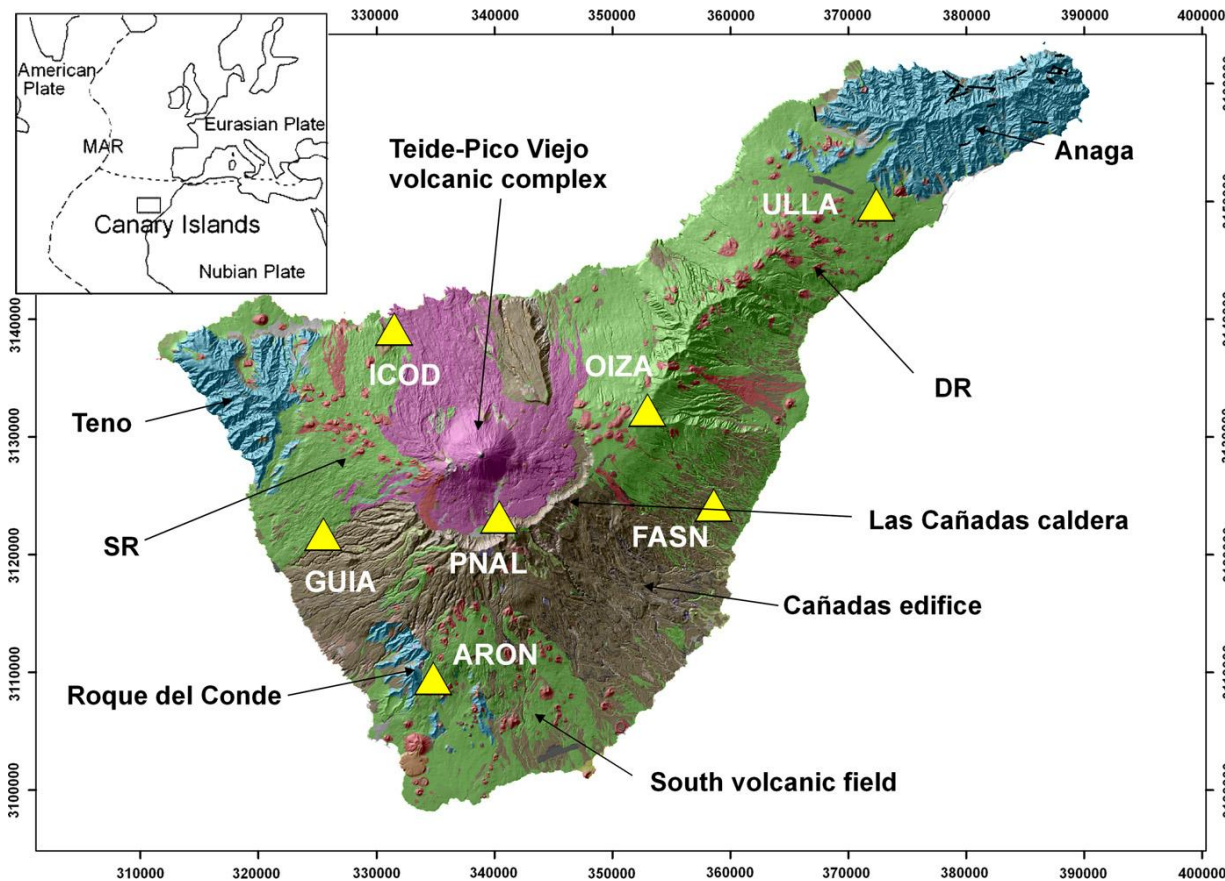 330000 340000 350000 360000 370000 380000 390000 400000
American
Plate
Eurasian Plate
MAR
Canary Islands
Nubian Plate
Teide-Pico Viejo
volcanic complex
Anaga
ULLA
3140000
ICOD
OIZA
DR
Teno
3130000
SR
Las Cañadas caldera
FASN
PNAL
3120000
GUIA
Cañadas edifice
ARON
3110000
Roque del Conde
South volcanic field
3100000
310000 320000 330000 340000 350000 360000 370000 380000 390000 400000